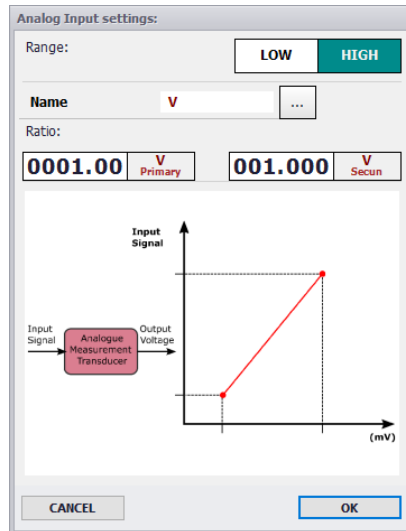 Analog Input settings:
Range:
LOW HIGH
Name V ...
Ratio:
0001.00 V Primary 001.000 V Secun
Input
Signal
Input
Signal
Analogue
Measurement
Transducer
Output
Voltage
(mV)
CANCEL OK